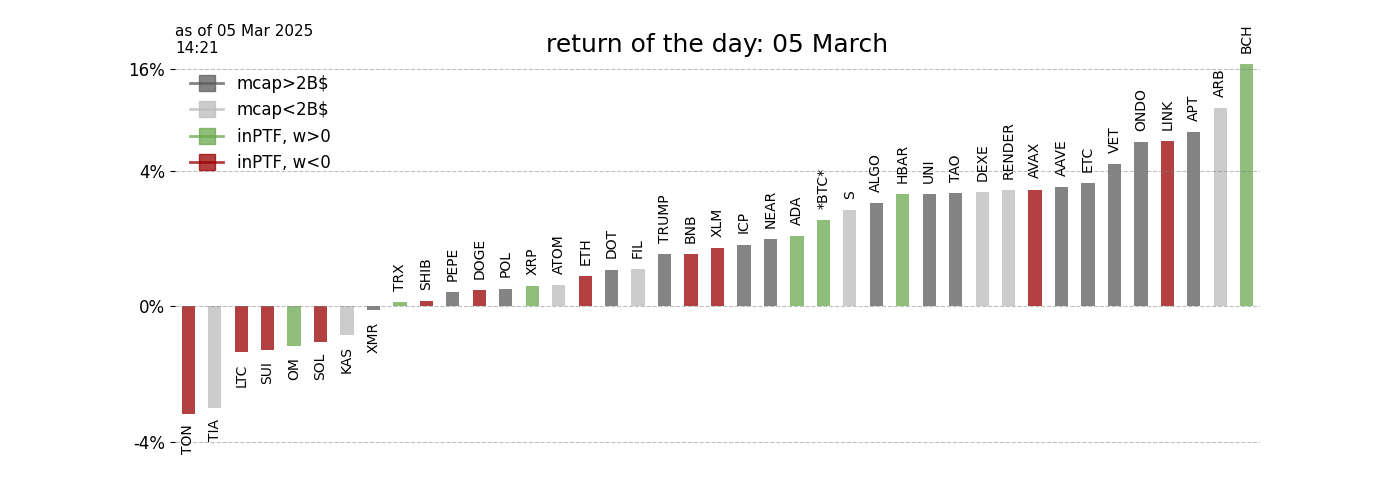 as of 05 Mar 2025
14:21
return of the day: 05 March
16%
4%
0%
-4%
mcap>2B$
mcap<2B$
inPTF, w>0
inPTF, w<0
TON
TIA
LTC
SUI
OM
SOL
KAS
XMR
TRX
SHIB
PEPE
DOGE
POL
XRP
ATOM
ETH
DOT
FIL
TRUMP
BNB
XLM
ICP
NEAR
ADA
*BTC*
S
ALGO
HBAR
UNI
TAO
DEXE
RENDER
AVAX
AAVE
ETC
VET
ONDO
LINK
APT
ARB
BCH